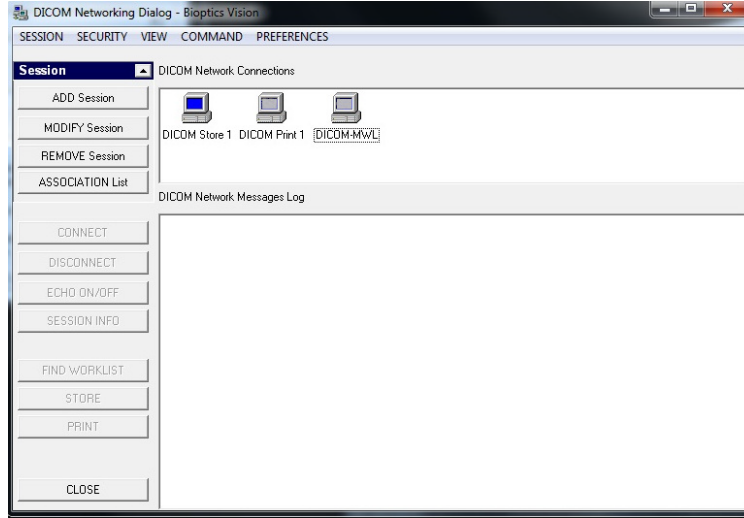 DICOM Networking Dialog - Bioptics Vision
SESSION SECURITY VIEW COMMAND PREFERENCES
Session
ADD Session
MODIFY Session
REMOVE Session
ASSOCIATION List
CONNECT
DISCONNECT
ECHO ON/OFF
SESSION INFO
FIND WORKLIST
STORE
PRINT
CLOSE
DICOM Network Connections
DICOM Store 1 DICOM Print 1 DICOM-MWL
DICOM Network Messages Log